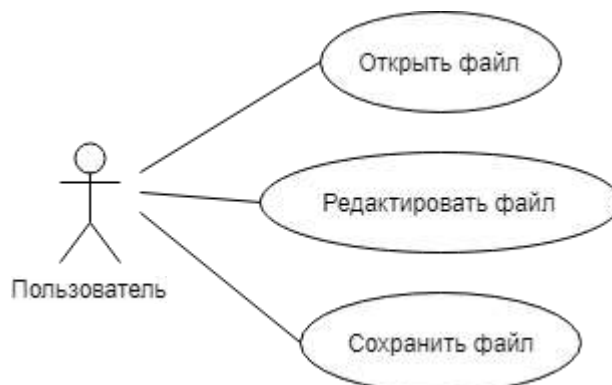 Открыть файл
Редактировать файл
Пользователь
Сохранить файл